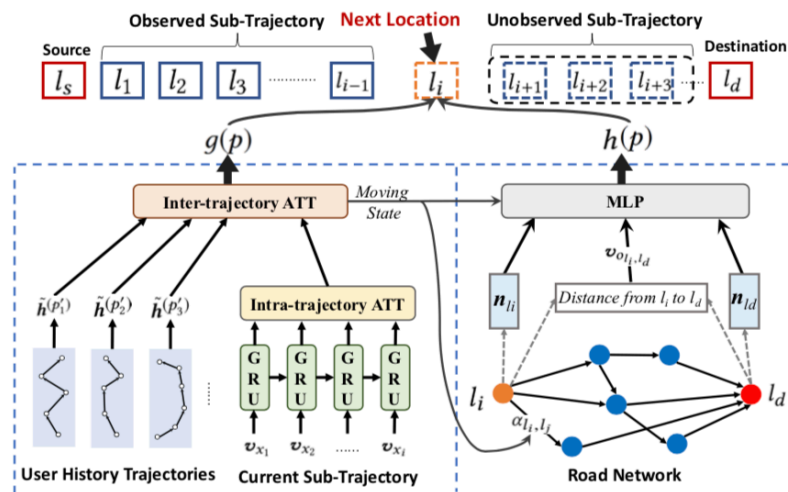 Observed Sub-Trajectory
Next Location
Unobserved Sub-Trajectory
Source
Destination
l_s
l_1
l_2
l_3
............
l_{i-1}
l_i
l_{i+1}
l_{i+2}
l_{i+3}
......
l_d
g(p)
h(p)
Inter-trajectory ATT
Moving
State
MLP
v_{o_{l_i,l_d}}
h̃^{(p'_1)}
h̃^{(p'_2)}
h̃^{(p'_3)}
Intra-trajectory ATT
n_{li}
Distance from l_i to l_d
n_{ld}
GRU
GRU
GRU
GRU
......
l_i
α_{l_i,l_j}
l_d
v_{x_1}
v_{x_2}
......
v_{x_i}
User History Trajectories
Current Sub-Trajectory
Road Network